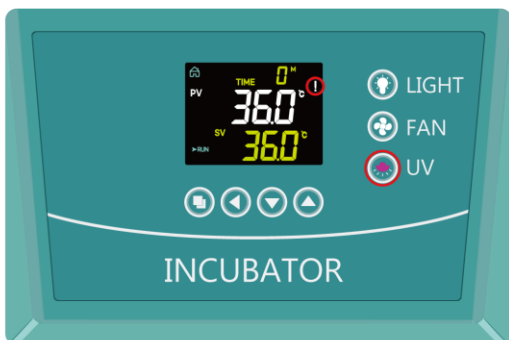 TIME 0 M
!
PV 36.0 °C
SV 36.0 °C
➤RUN
LIGHT
FAN
UV
INCUBATOR